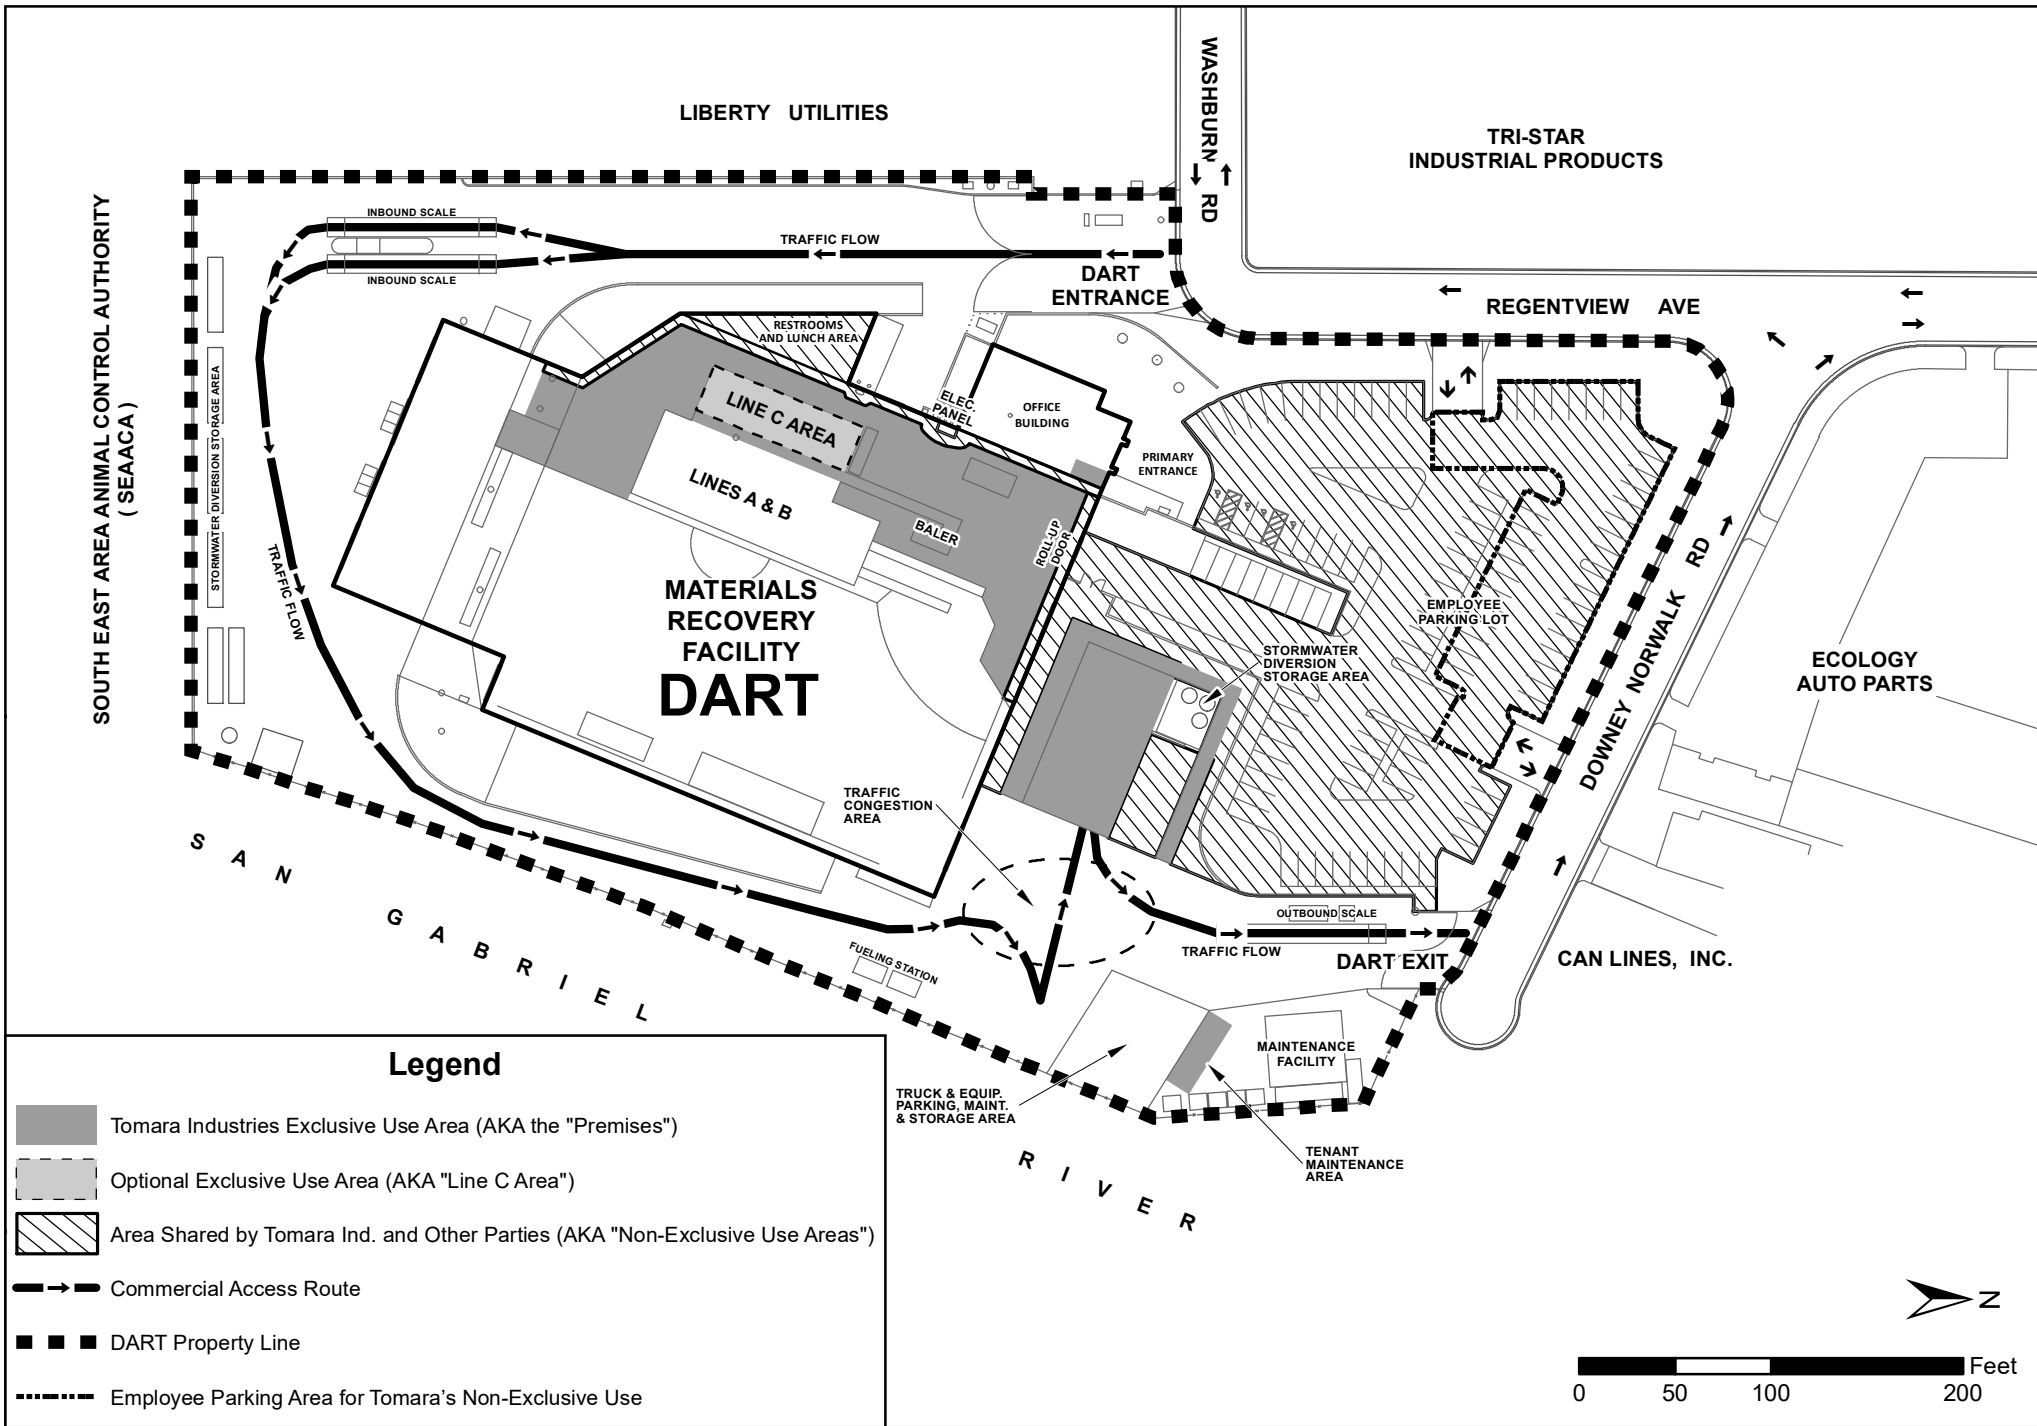 WASHBURN RD
LIBERTY UTILITIES
TRI-STAR
INDUSTRIAL PRODUCTS
SOUTH EAST AREA ANIMAL CONTROL AUTHORITY
( SEAACA )
INBOUND SCALE
TRAFFIC FLOW
INBOUND SCALE
DART
ENTRANCE
REGENTVIEW AVE
RESTROOMS
AND LUNCH AREA
STORMWATER DIVERSION STORAGE AREA
LINE C AREA
ELEC.
PANEL
OFFICE
BUILDING
PRIMARY
ENTRANCE
LINES A & B
BALER
ROLL-UP
DOOR
TRAFFIC FLOW
MATERIALS
RECOVERY
FACILITY
DART
EMPLOYEE
PARKING LOT
STORMWATER
DIVERSION
STORAGE AREA
DOWNEY NORWALK RD
ECOLOGY
AUTO PARTS
TRAFFIC
CONGESTION
AREA
OUTBOUND SCALE
TRAFFIC FLOW
DART EXIT
CAN LINES, INC.
FUELING STATION
SAN GABRIEL RIVER
MAINTENANCE
FACILITY
TRUCK & EQUIP.
PARKING, MAINT.
& STORAGE AREA
TENANT
MAINTENANCE
AREA
Legend
Tomara Industries Exclusive Use Area (AKA the "Premises")
Optional Exclusive Use Area (AKA "Line C Area")
Area Shared by Tomara Ind. and Other Parties (AKA "Non-Exclusive Use Areas")
Commercial Access Route
DART Property Line
Employee Parking Area for Tomara's Non-Exclusive Use
N
Feet
0 50 100 200